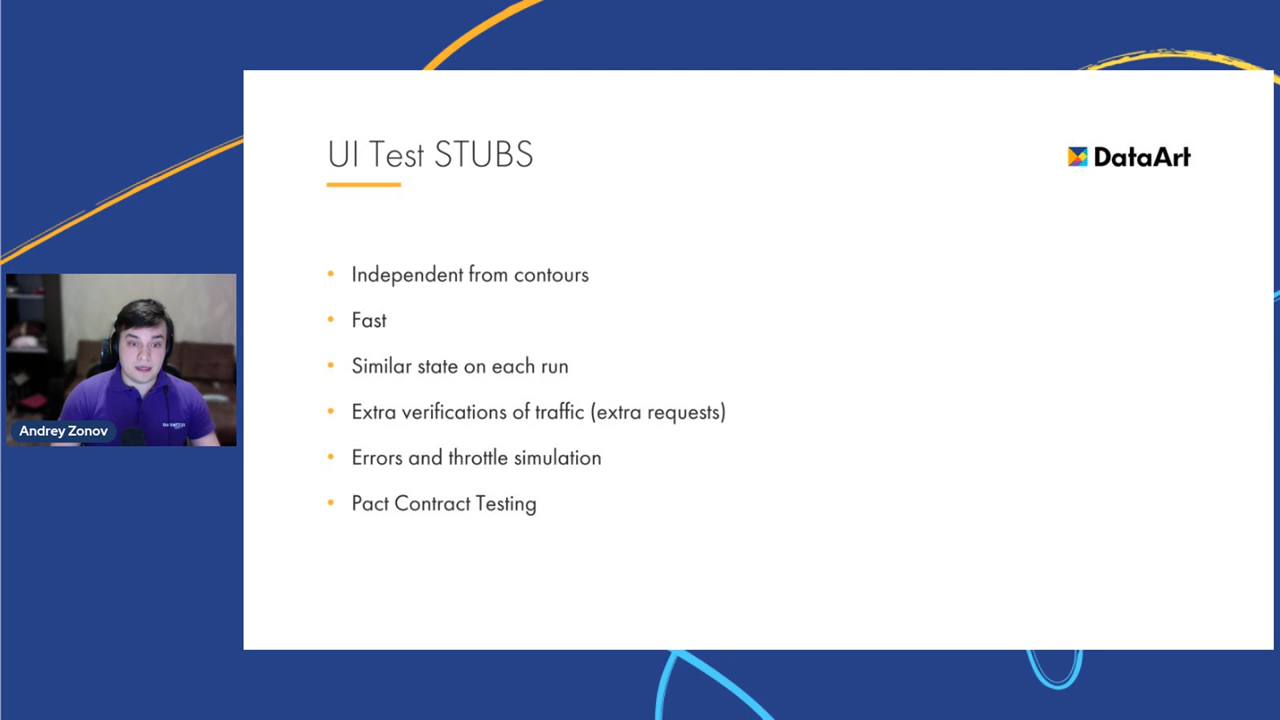 UI Test STUBS
DataArt
Independent from contours
Fast
Similar state on each run
Extra verifications of traffic (extra requests)
Errors and throttle simulation
Pact Contract Testing
Andrey Zonov